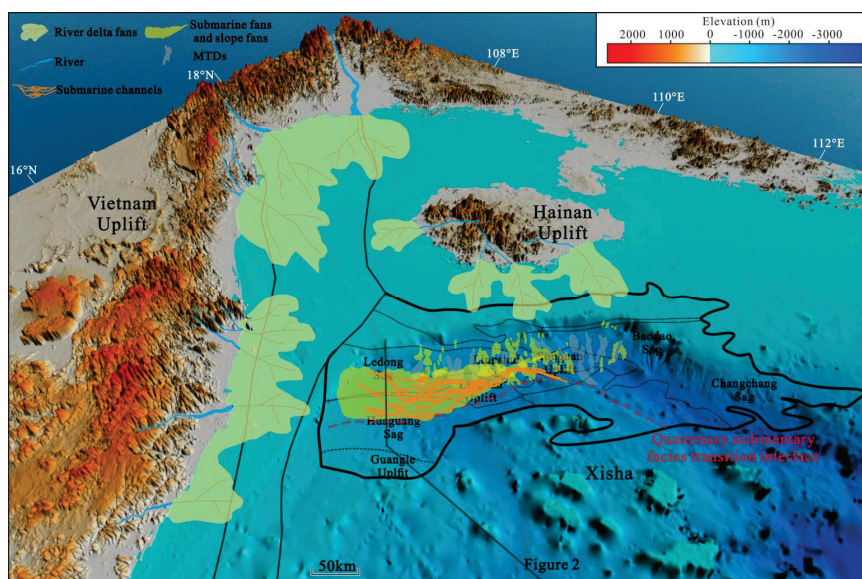 River delta fans
Submarine fans
and slope fans
River
MTDs
Submarine channels
Elevation (m)
2000 1000 0 -1000 -2000 -3000
18°N
108°E
110°E
112°E
16°N
Vietnam
Uplift
Hainan
Uplift
Ledong
Sag
Uplift
Baodao
Sag
Changchang
Sag
Uplift
Huaguang
Sag
Guangle
Uplfit
Quaternary sedimentary
facies transition interface
Xisha
50km
Figure 2